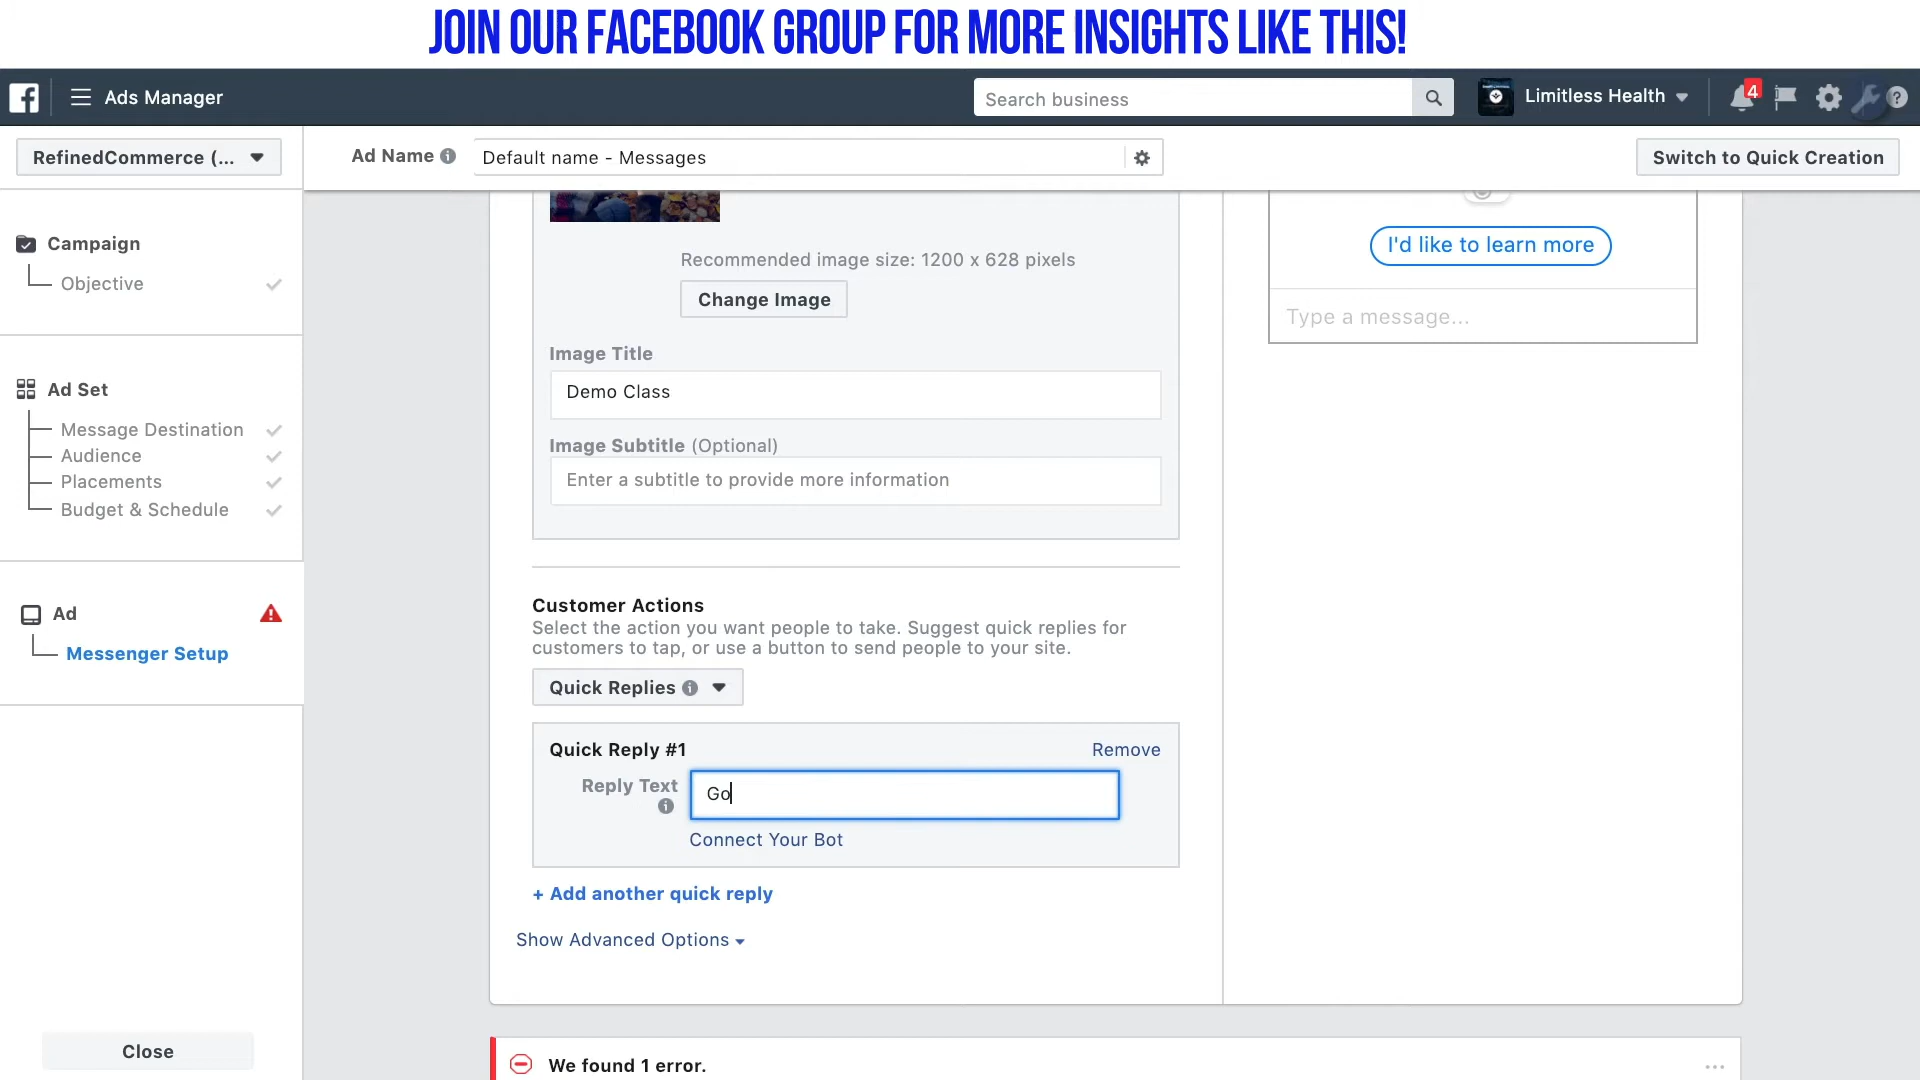 JOIN OUR FACEBOOK GROUP FOR MORE INSIGHTS LIKE THIS!
Ads Manager
Search business
Limitless Health
4
RefinedCommerce (...
Ad Name
Default name - Messages
Switch to Quick Creation
Campaign
Objective
Ad Set
Message Destination
Audience
Placements
Budget & Schedule
Ad
Messenger Setup
Close
Recommended image size: 1200 x 628 pixels
Change Image
Image Title
Demo Class
Image Subtitle (Optional)
Enter a subtitle to provide more information
Customer Actions
Select the action you want people to take. Suggest quick replies for
customers to tap, or use a button to send people to your site.
Quick Replies
Quick Reply #1
Remove
Reply Text
Go
Connect Your Bot
+ Add another quick reply
Show Advanced Options
We found 1 error.
I'd like to learn more
Type a message...